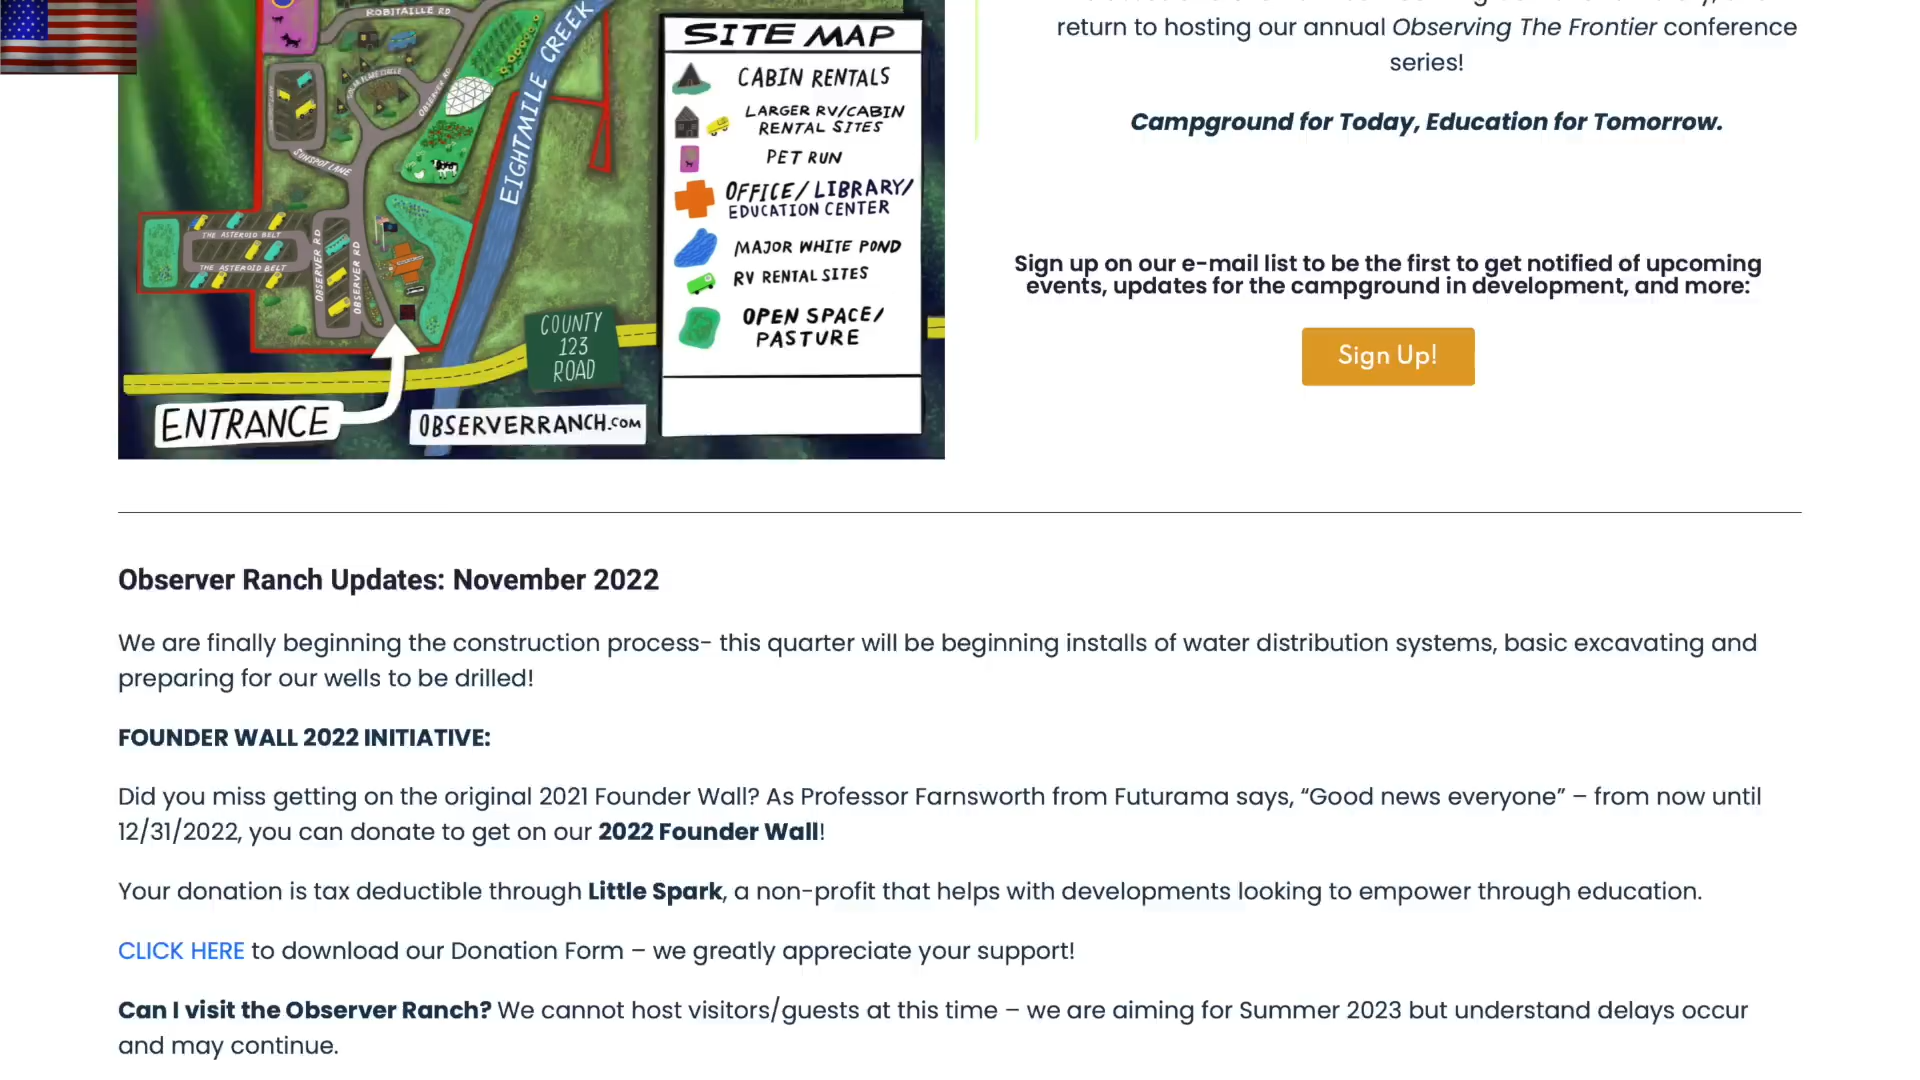 ROBITAILLE RD
SOLAR FLARE CIRCLE
OBSERVER RD
SUNSPOT LANE
THE ASTEROID BELT
THE ASTEROID BELT
OBSERVER RD
OBSERVER RD
EIGHTMILE CREEK
COUNTY
123
ROAD
ENTRANCE
OBSERVERRANCH.COM
SITE MAP
CABIN RENTALS
LARGER RV/CABIN
RENTAL SITES
PET RUN
OFFICE/LIBRARY/
EDUCATION CENTER
MAJOR WHITE POND
RV RENTAL SITES
OPEN SPACE/
PASTURE
return to hosting our annual Observing The Frontier conference
series!
Campground for Today, Education for Tomorrow.
Sign up on our e-mail list to be the first to get notified of upcoming
events, updates for the campground in development, and more:
Sign Up!
Observer Ranch Updates: November 2022
We are finally beginning the construction process- this quarter will be beginning installs of water distribution systems, basic excavating and
preparing for our wells to be drilled!
FOUNDER WALL 2022 INITIATIVE:
Did you miss getting on the original 2021 Founder Wall? As Professor Farnsworth from Futurama says, “Good news everyone” – from now until
12/31/2022, you can donate to get on our 2022 Founder Wall!
Your donation is tax deductible through Little Spark, a non-profit that helps with developments looking to empower through education.
CLICK HERE to download our Donation Form – we greatly appreciate your support!
Can I visit the Observer Ranch? We cannot host visitors/guests at this time – we are aiming for Summer 2023 but understand delays occur
and may continue.